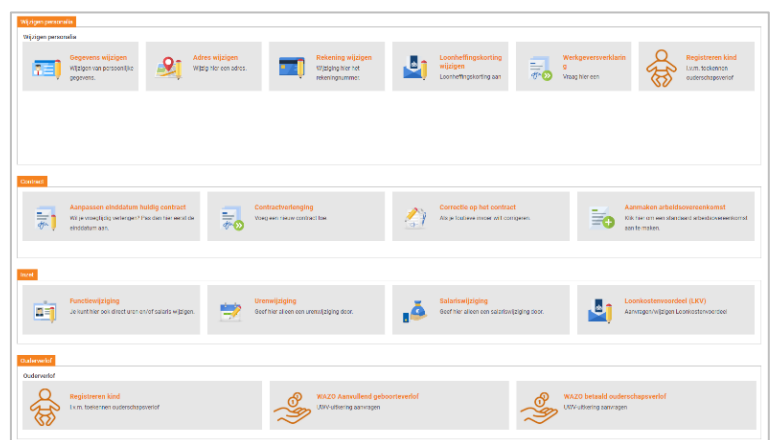 Wijzigen personalia
Wijzigen personalia
Gegevens wijzigen
Wijzigen van persoonlijke
gegevens.
Adres wijzigen
Wijzig hier een adres.
Rekening wijzigen
Wijziging hier het
rekeningnummer.
Loonheffingskorting
wijzigen
Loonheffingskorting aan
Werkgeversverklarin
g
Vraag hier een
Registreren kind
i.v.m. toekennen
ouderschapsverlof
Contract
Aanpassen einddatum huidig contract
Wil je vroegtijdig verlengen? Pas dan hier eerst de
einddatum aan.
Contractverlenging
Voeg een nieuw contract toe.
Correctie op het contract
Als je foutieve invoer wilt corrigeren.
Aanmaken arbeidsovereenkomst
Klik hier om een standaard arbeidsovereenkomst
aan te maken.
Functiewijziging
Je kunt hier ook direct uren en/of salaris wijzigen.
Urenwijziging
Geef hier alleen een urenwijziging door.
Salariswijziging
Geef hier alleen een salariswijziging door.
Loonkostenvoordeel (LKV)
Aanvragen/wijzigen Loonkostenvoordeel
Ouderverlof
Ouderverlof
Registreren kind
i.v.m. toekennen ouderschapsverlof
WAZO Aanvullend geboorteverlof
UWV-uitkering aanvragen
WAZO betaald ouderschapsverlof
UWV-uitkering aanvragen